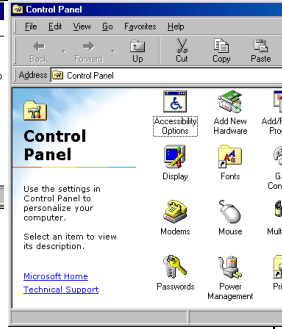 Control Panel
File Edit View Go Favorites Help
Back Forward Up Cut Copy Paste
Address Control Panel
Control
Panel
Use the settings in
Control Panel to
personalize your
computer.
Select an item to view
its description.
Microsoft Home
Technical Support
Accessibility
Options
Add New
Hardware
Display
Fonts
Modems
Mouse
Passwords
Power
Management